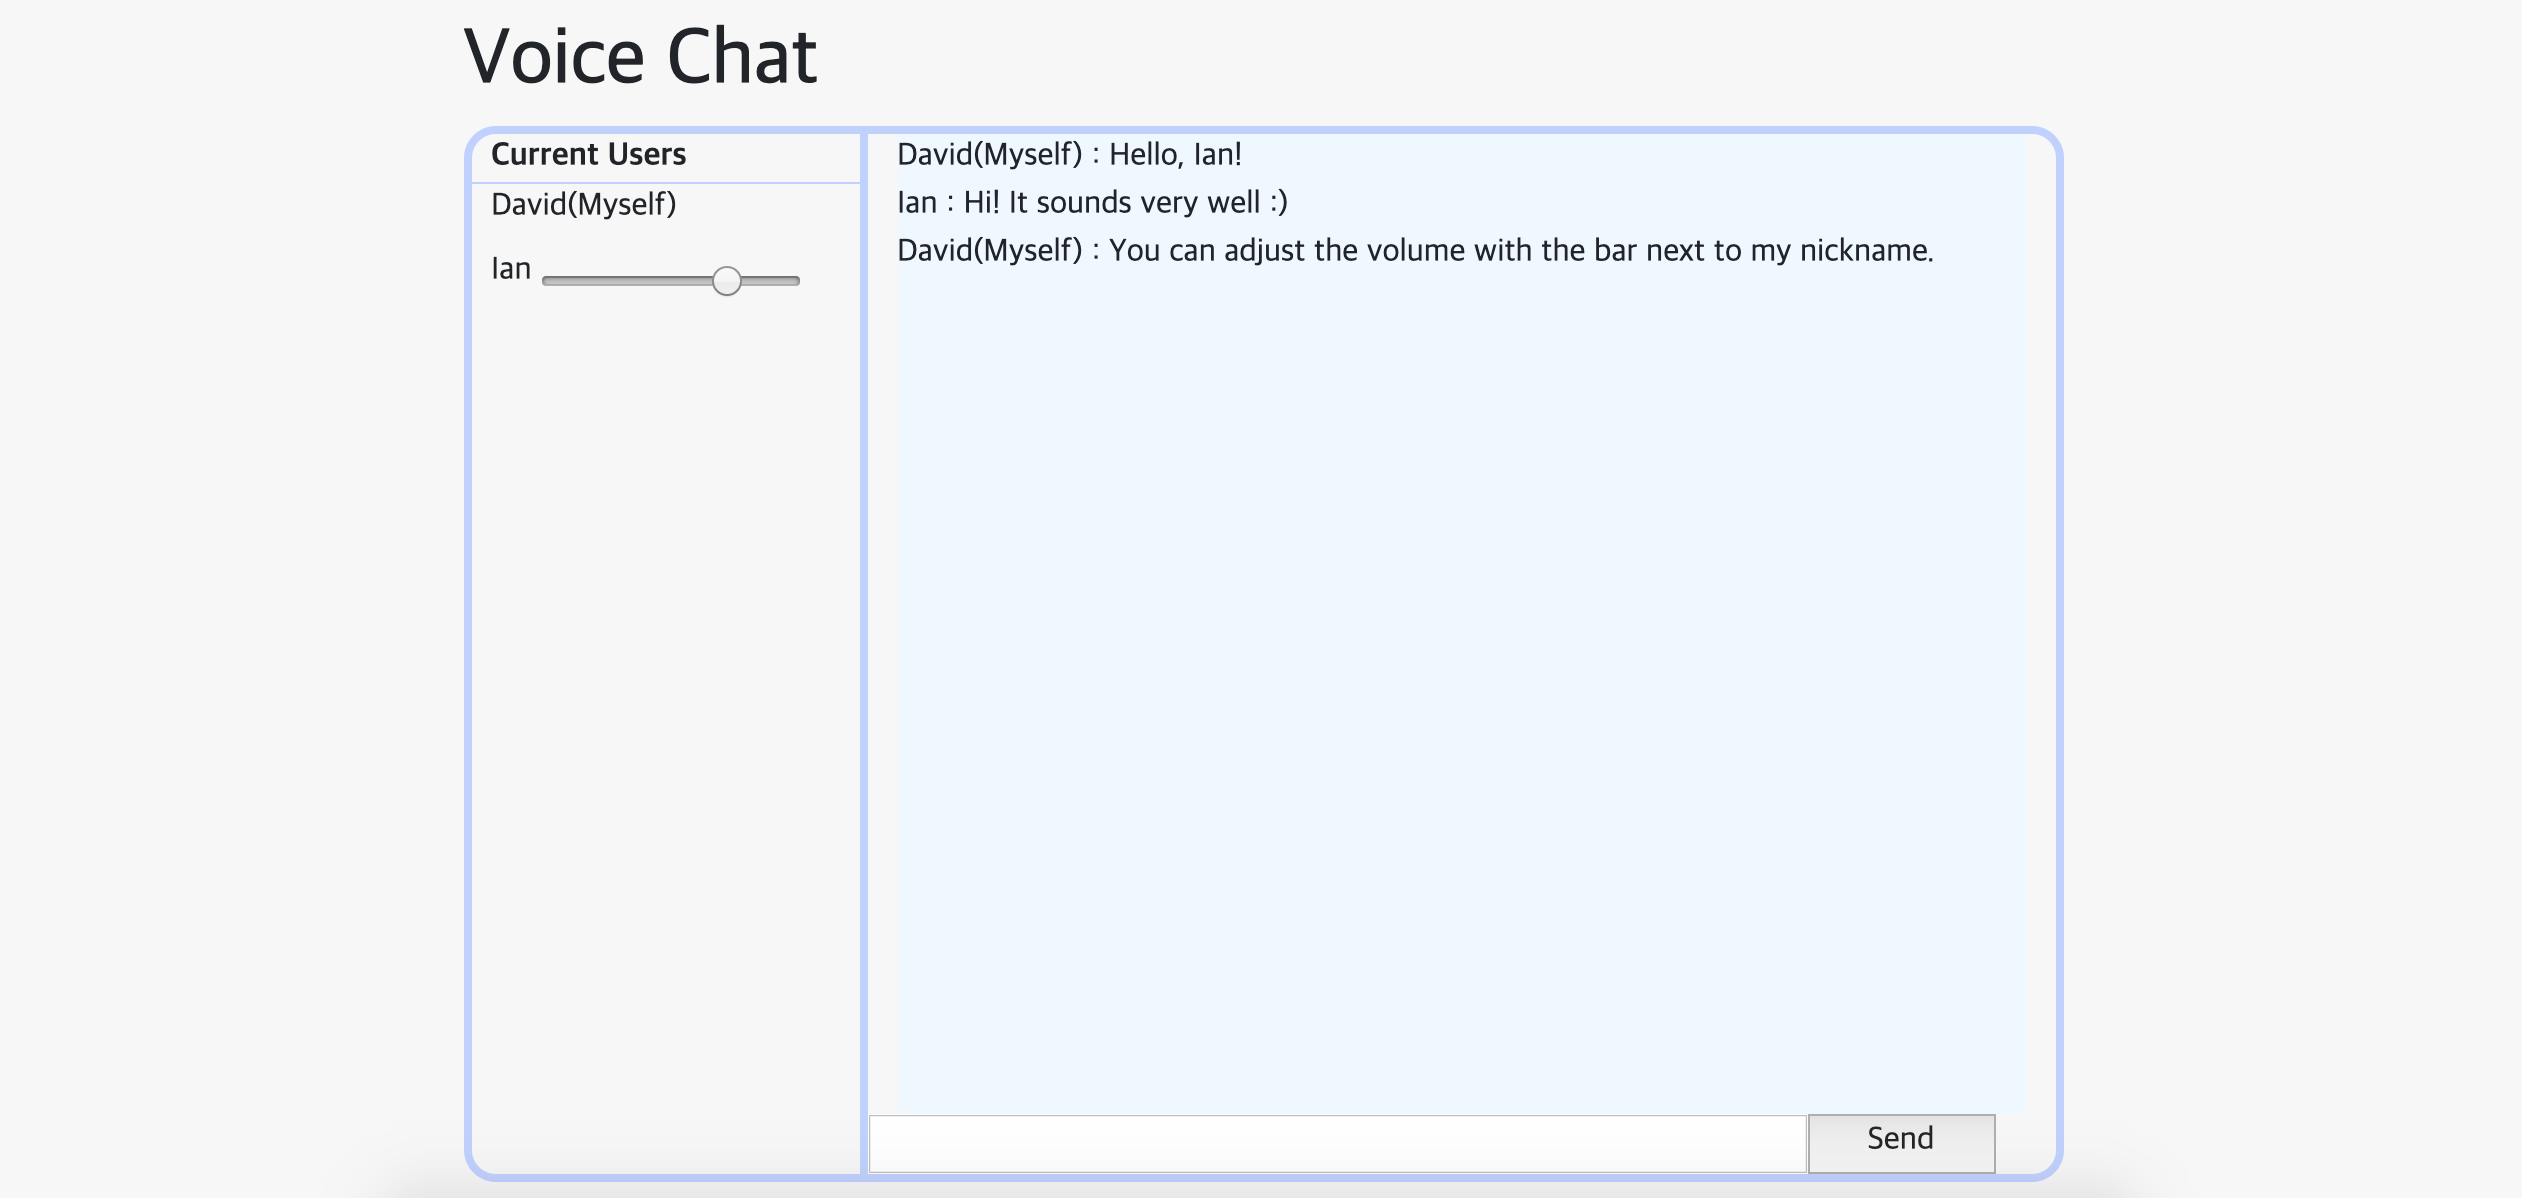 Voice Chat
Current Users
David(Myself)
Ian
David(Myself) : Hello, Ian!
Ian : Hi! It sounds very well :)
David(Myself) : You can adjust the volume with the bar next to my nickname.
Send